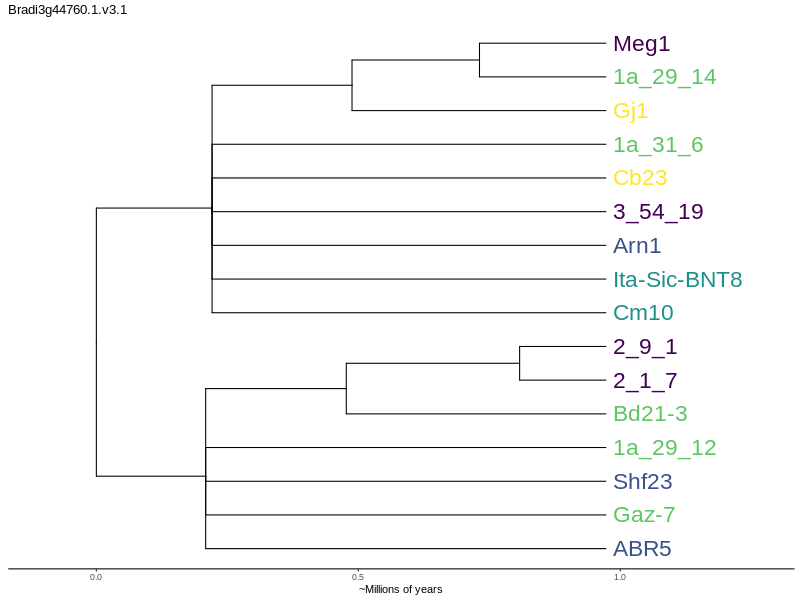 Bradi3g44760.1.v3.1
Meg1
1a_29_14
Gj1
1a_31_6
Cb23
3_54_19
Arn1
Ita-Sic-BNT8
Cm10
2_9_1
2_1_7
Bd21-3
1a_29_12
Shf23
Gaz-7
ABR5
0.0 0.5 1.0
~Millions of years